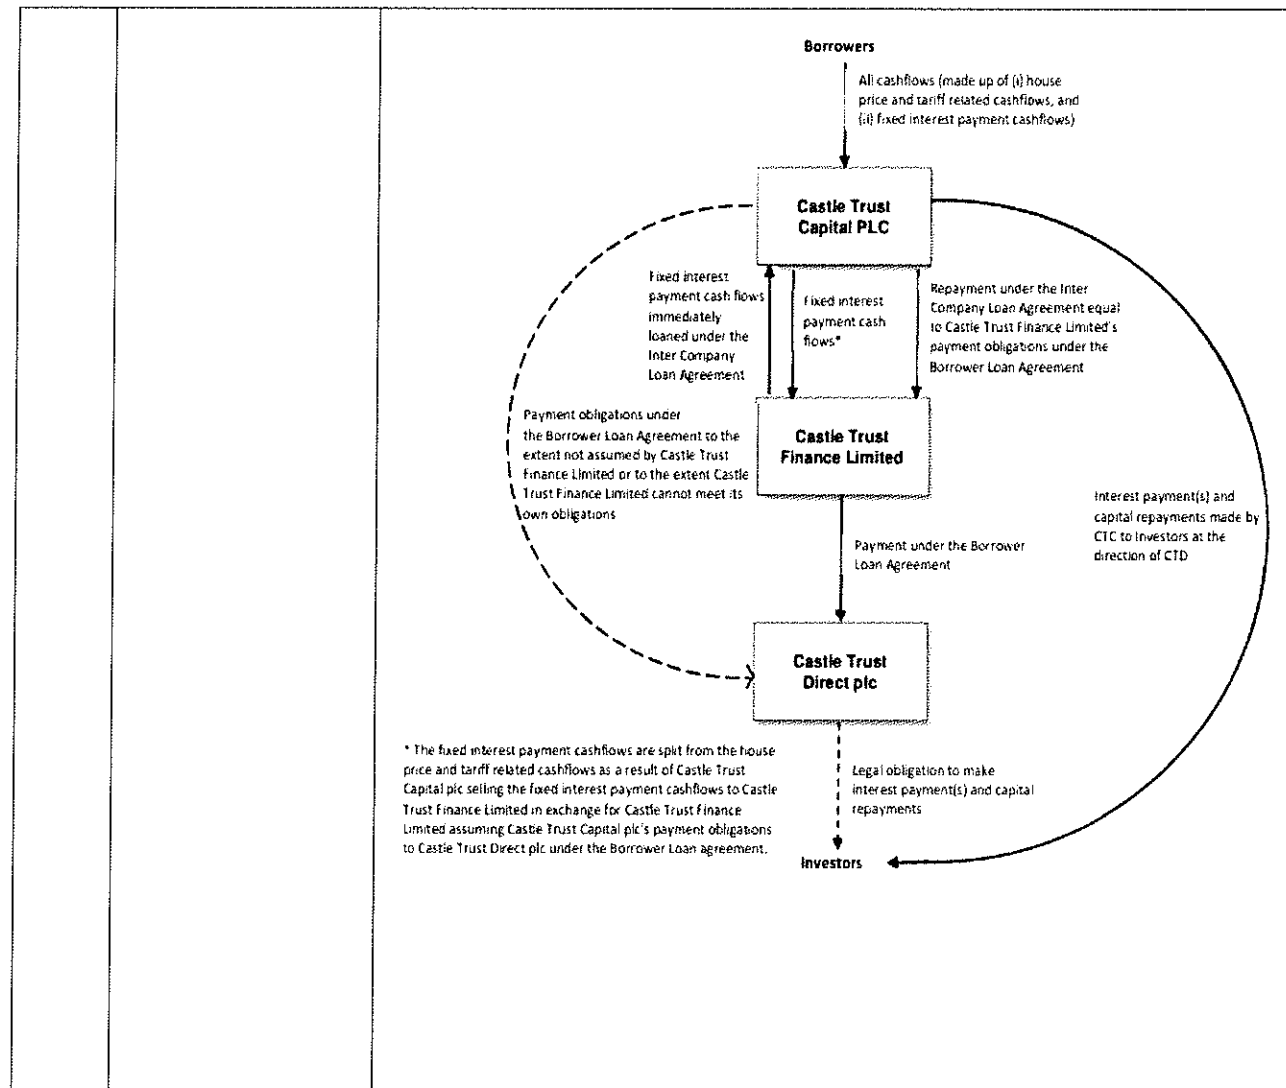 Borrowers
All cashflows (made up of (i) house
price and tariff related cashflows, and
(ii) fixed interest payment cashflows)
Castle Trust
Capital PLC
Fixed interest
payment cash flows
immediately
loaned under the
Inter Company
Loan Agreement
Fixed interest
payment cash
flows*
Repayment under the Inter
Company Loan Agreement equal
to Castle Trust Finance Limited's
payment obligations under the
Borrower Loan Agreement
Payment obligations under
the Borrower Loan Agreement to the
extent not assumed by Castle Trust
Finance Limited or to the extent Castle
Trust Finance Limited cannot meet its
own obligations
Castle Trust
Finance Limited
Interest payment(s) and
capital repayments made by
CTC to Investors at the
direction of CTD
Payment under the Borrower
Loan Agreement
Castle Trust
Direct plc
* The fixed interest payment cashflows are split from the house
price and tariff related cashflows as a result of Castle Trust
Capital plc selling the fixed interest payment cashflows to Castle
Trust Finance Limited in exchange for Castle Trust Finance
Limited assuming Castle Trust Capital plc's payment obligations
to Castle Trust Direct plc under the Borrower Loan agreement.
Legal obligation to make
interest payment(s) and capital
repayments
Investors